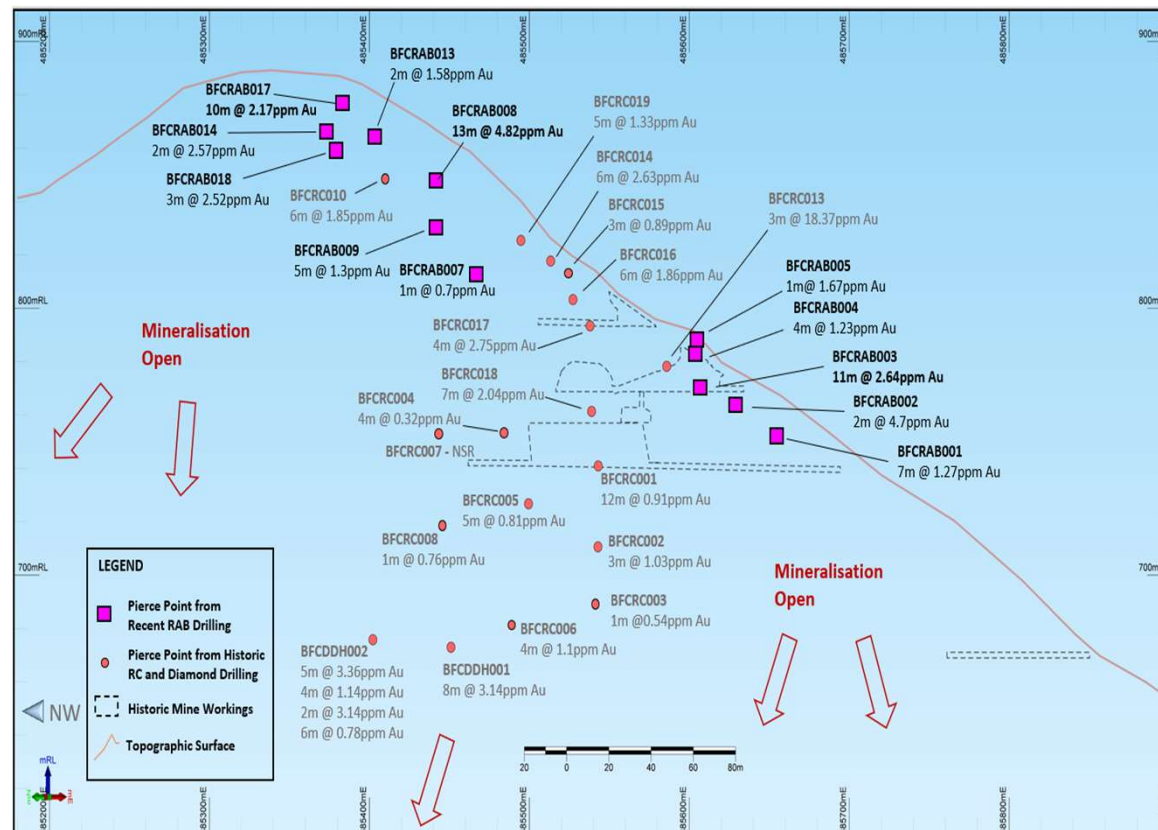 485200mE
485300mE
485400mE
485500mE
485600mE
485700mE
485800mE
900mRL
900mRL
BFCRAB013
2m @ 1.58ppm Au
BFCRAB017
10m @ 2.17ppm Au
BFCRAB008
13m @ 4.82ppm Au
BFCRAB014
2m @ 2.57ppm Au
BFCRAB018
3m @ 2.52ppm Au
BFCRC010
6m @ 1.85ppm Au
BFCRC019
5m @ 1.33ppm Au
BFCRC014
6m @ 2.63ppm Au
BFCRC015
3m @ 0.89ppm Au
BFCRC013
3m @ 18.37ppm Au
BFCRC016
6m @ 1.86ppm Au
BFCRAB009
5m @ 1.3ppm Au
BFCRAB007
1m @ 0.7ppm Au
BFCRAB005
1m @ 1.67ppm Au
BFCRAB004
4m @ 1.23ppm Au
800mRL
800mRL
Mineralisation
Open
BFCRC017
4m @ 2.75ppm Au
BFCRAB003
11m @ 2.64ppm Au
BFCRC018
7m @ 2.04ppm Au
BFCRC004
4m @ 0.32ppm Au
BFCRAB002
2m @ 4.7ppm Au
BFCRC007 - NSR
BFCRAB001
7m @ 1.27ppm Au
BFCRC001
12m @ 0.91ppm Au
BFCRC005
5m @ 0.81ppm Au
BFCRC008
1m @ 0.76ppm Au
BFCRC002
3m @ 1.03ppm Au
700mRL
700mRL
Mineralisation
Open
BFCRC003
1m @0.54ppm Au
BFCRC006
4m @ 1.1ppm Au
BFCDDH002
5m @ 3.36ppm Au
4m @ 1.14ppm Au
2m @ 3.14ppm Au
6m @ 0.78ppm Au
BFCDDH001
8m @ 3.14ppm Au
LEGEND
Pierce Point from
Recent RAB Drilling
Pierce Point from Historic
RC and Diamond Drilling
Historic Mine Workings
Topographic Surface
NW
mRL
mE
20 0 20 40 60 80m
485200mE
485300mE
485400mE
485500mE
485600mE
485700mE
485800mE